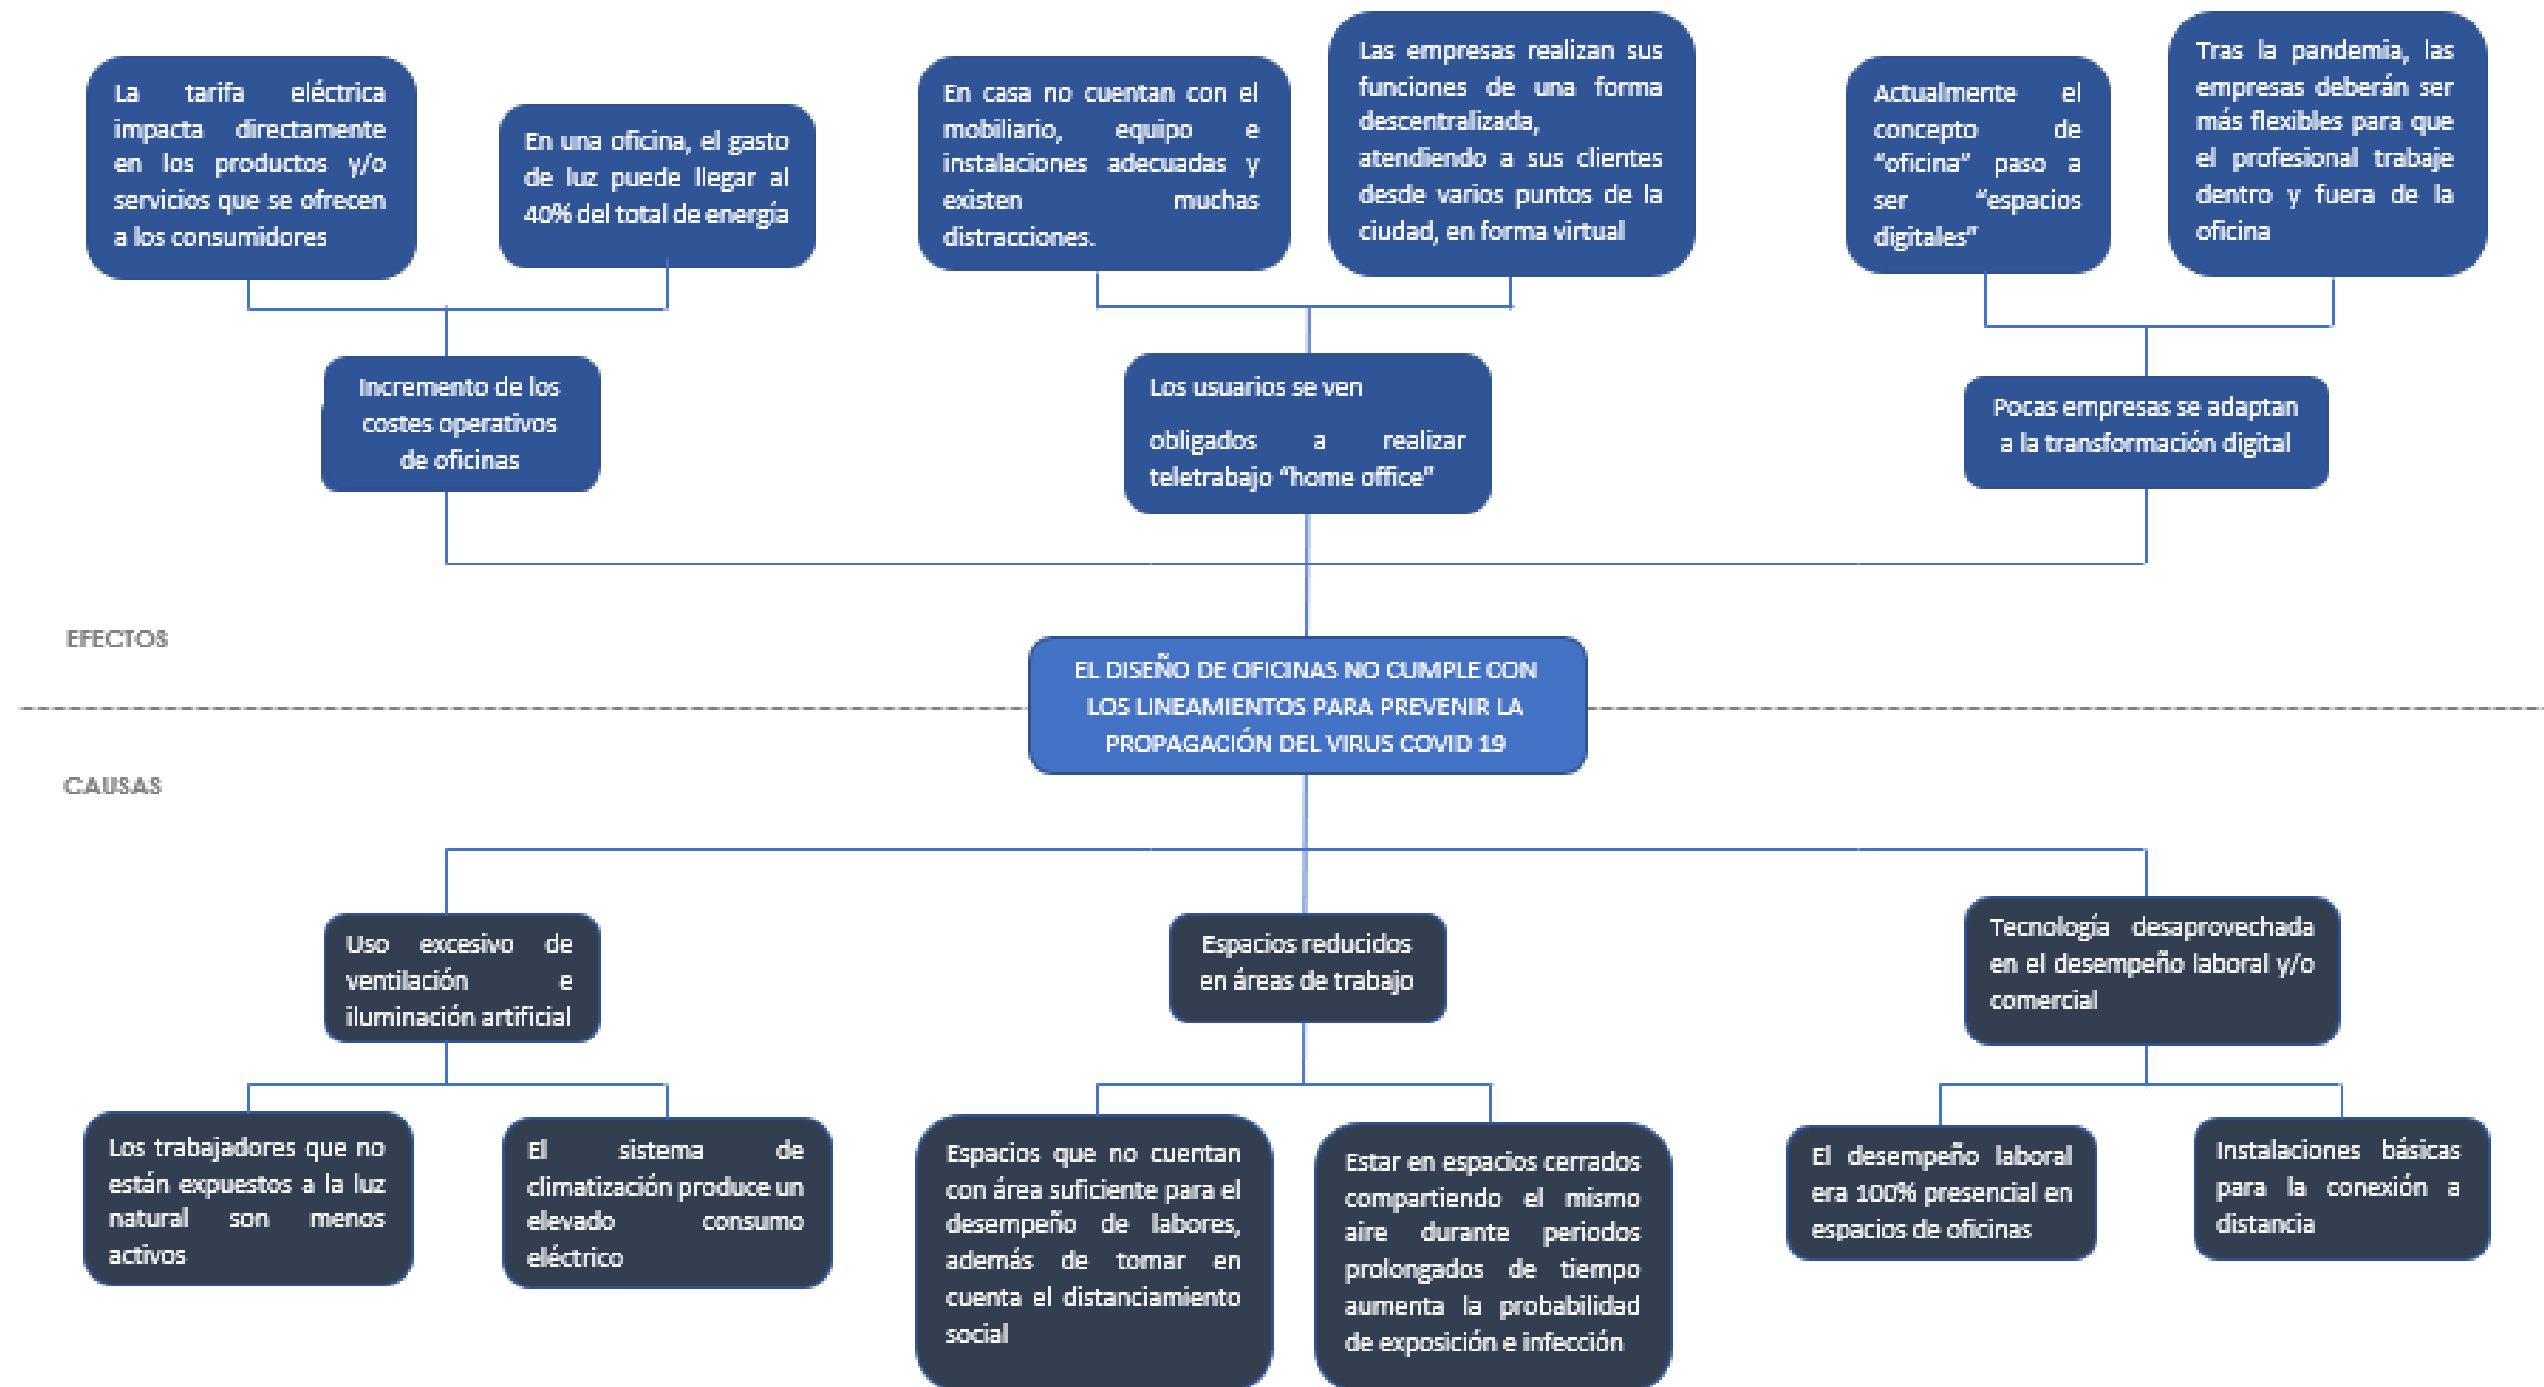 La tarifa eléctrica
impacta directamente
en los productos y/o
servicios que se ofrecen
a los consumidores
En una oficina, el gasto
de luz puede llegar al
40% del total de energía
En casa no cuentan con el
mobiliario, equipo e
instalaciones adecuadas y
existen muchas
distracciones.
Las empresas realizan sus
funciones de una forma
descentralizada,
atendiendo a sus clientes
desde varios puntos de la
ciudad, en forma virtual
Actualmente el
concepto de
“oficina” paso a
ser “espacios
digitales”
Tras la pandemia, las
empresas deberán ser
más flexibles para que
el profesional trabaje
dentro y fuera de la
oficina
Incremento de los
costes operativos
de oficinas
Los usuarios se ven
obligados a realizar
teletrabajo “home office”
Pocas empresas se adaptan
a la transformación digital
EFECTOS
EL DISEÑO DE OFICINAS NO CUMPLE CON
LOS LINEAMIENTOS PARA PREVENIR LA
PROPAGACIÓN DEL VIRUS COVID 19
CAUSAS
Uso excesivo de
ventilación e
iluminación artificial
Espacios reducidos
en áreas de trabajo
Tecnología desaprovechada
en el desempeño laboral y/o
comercial
Los trabajadores que no
están expuestos a la luz
natural son menos
activos
El sistema de
climatización produce un
elevado consumo
eléctrico
Espacios que no cuentan
con área suficiente para el
desempeño de labores,
además de tomar en
cuenta el distanciamiento
social
Estar en espacios cerrados
compartiendo el mismo
aire durante periodos
prolongados de tiempo
aumenta la probabilidad
de exposición e infección
El desempeño laboral
era 100% presencial en
espacios de oficinas
Instalaciones básicas
para la conexión a
distancia